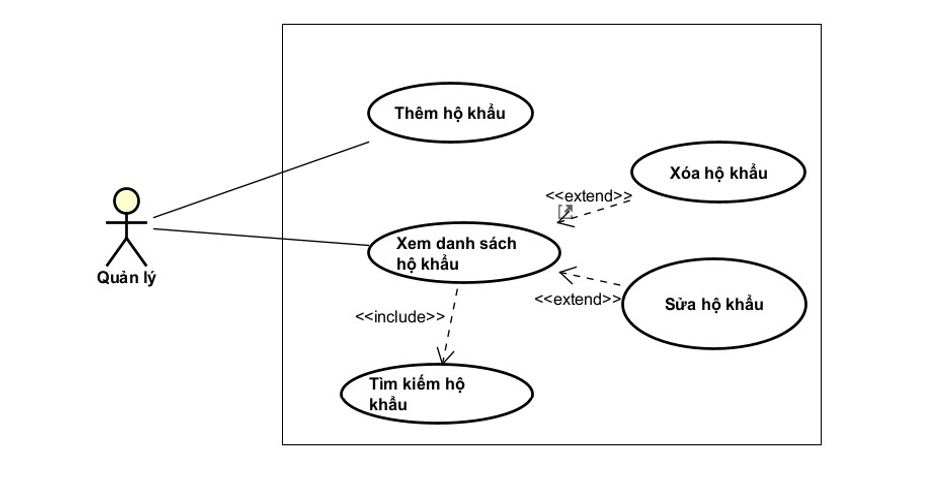 Thêm hộ khẩu
Xóa hộ khẩu
<<extend>>
Xem danh sách
hộ khẩu
Quản lý
<<extend>>
Sửa hộ khẩu
<<include>>
Tìm kiếm hộ
khẩu